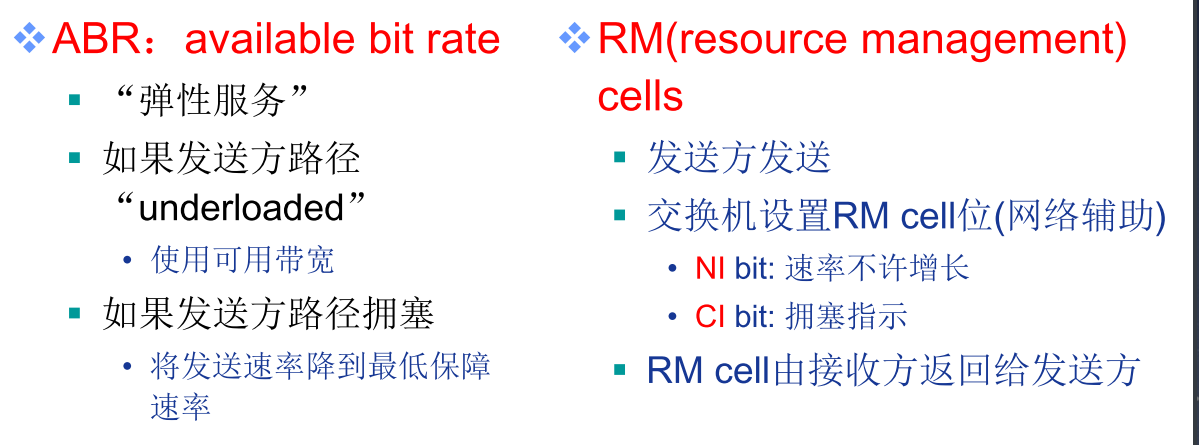 ABR：available bit rate
“弹性服务”
如果发送方路径
“underloaded”
使用可用带宽
如果发送方路径拥塞
将发送速率降到最低保障
速率
RM(resource management)
cells
发送方发送
交换机设置RM cell位(网络辅助)
NI bit: 速率不许增长
CI bit: 拥塞指示
RM cell由接收方返回给发送方